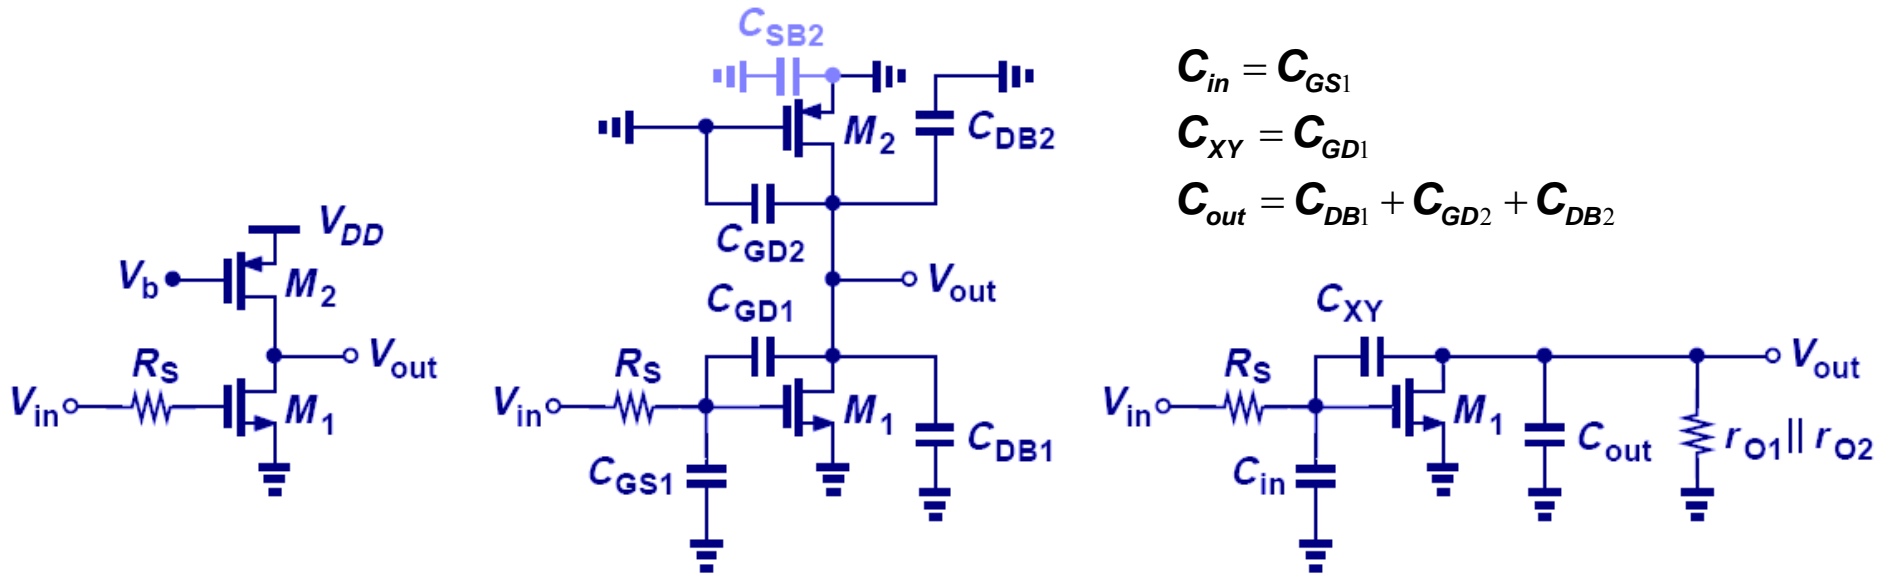 V_DD
V_b
M_2
R_S
V_out
V_in
M_1
C_SB2
M_2
C_DB2
C_GD2
V_out
C_GD1
R_S
V_in
M_1
C_DB1
C_GS1
C_in = C_GS1
C_XY = C_GD1
C_out = C_DB1 + C_GD2 + C_DB2
C_XY
R_S
V_out
V_in
M_1
C_out
r_O1 || r_O2
C_in